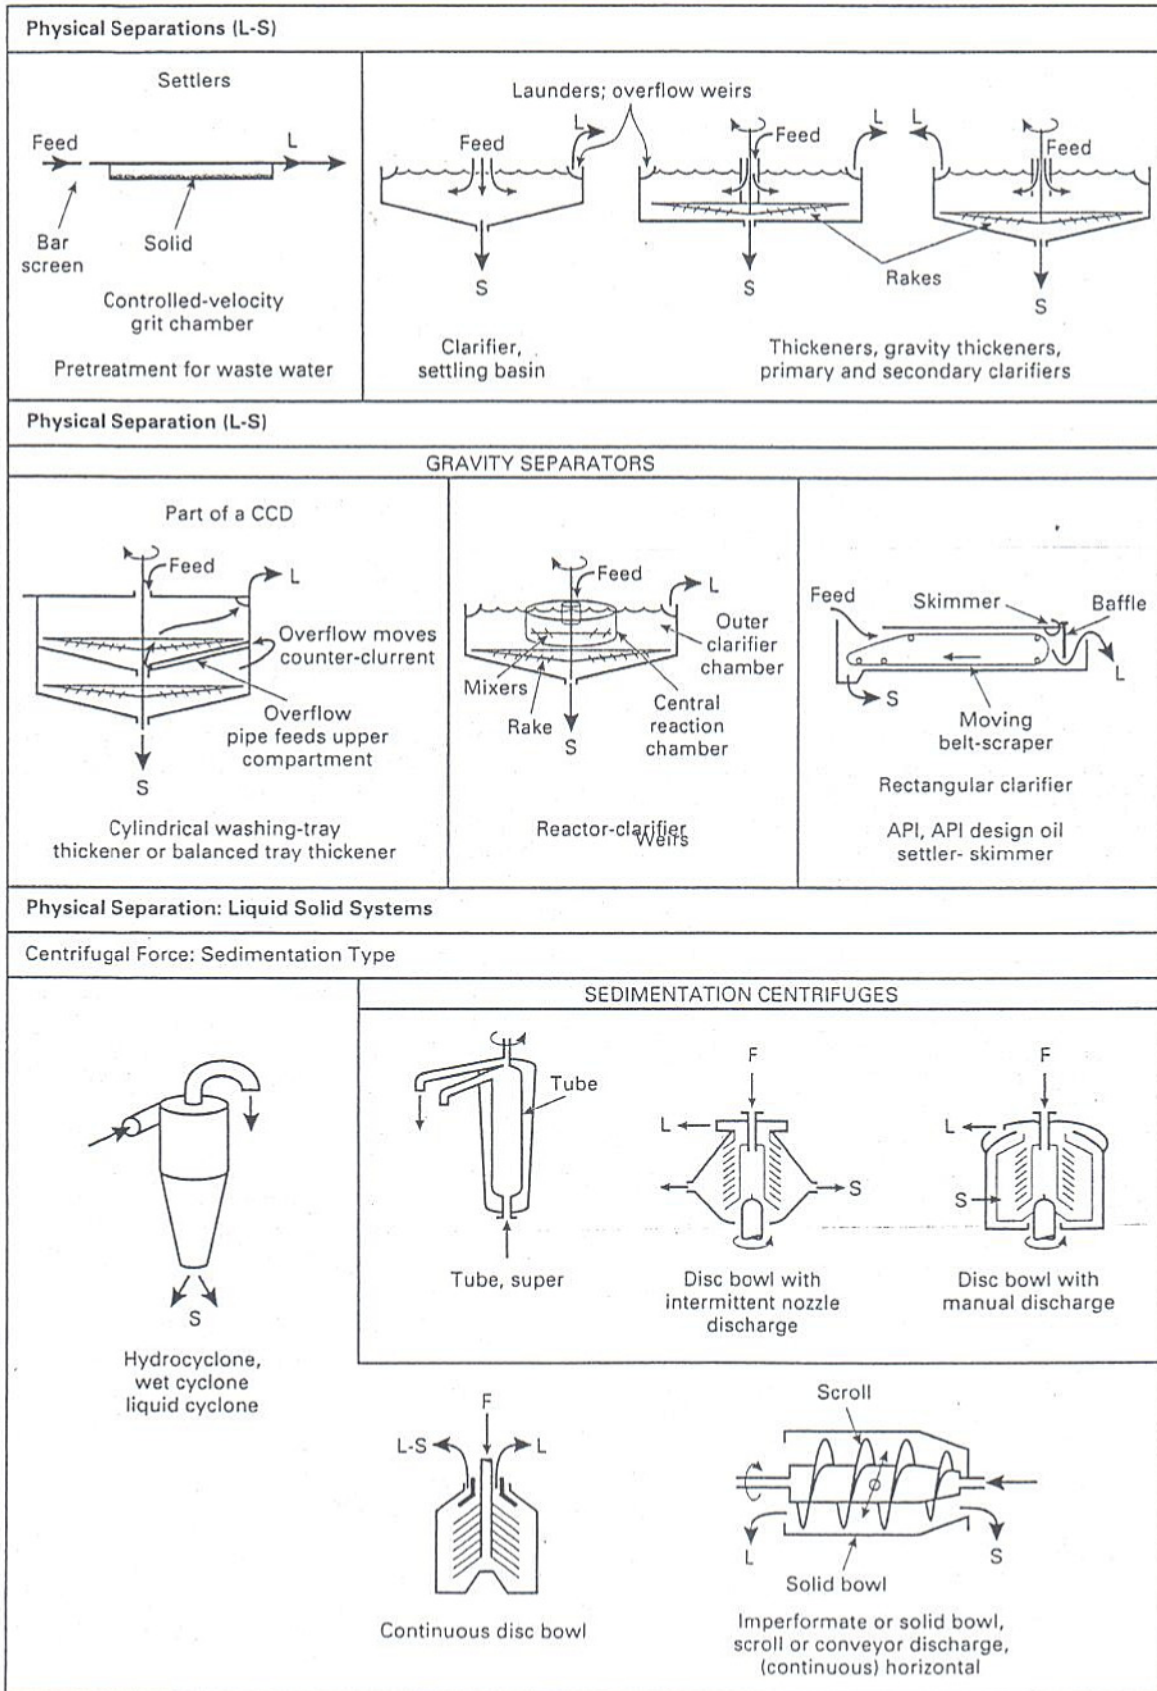 Physical Separations (L-S)
Settlers
Feed
L
Bar
screen
Solid
Controlled-velocity
grit chamber
Pretreatment for waste water
Launders; overflow weirs
Feed
L
Feed
L
L
Feed
S
S
Rakes
S
Clarifier,
settling basin
Thickeners, gravity thickeners,
primary and secondary clarifiers
Physical Separation (L-S)
GRAVITY SEPARATORS
Part of a CCD
Feed
L
Overflow moves
counter-clurrent
Overflow
pipe feeds upper
compartment
S
Cylindrical washing-tray
thickener or balanced tray thickener
Feed
L
Outer
clarifier
chamber
Mixers
Rake
Central
reaction
chamber
S
Reactor-clarifier
Weirs
Feed
Skimmer
Baffle
L
S
Moving
belt-scraper
Rectangular clarifier
API, API design oil
settler- skimmer
Physical Separation: Liquid Solid Systems
Centrifugal Force: Sedimentation Type
S
Hydrocyclone,
wet cyclone
liquid cyclone
SEDIMENTATION CENTRIFUGES
Tube
Tube, super
F
L
S
Disc bowl with
intermittent nozzle
discharge
F
L
S
Disc bowl with
manual discharge
F
L-S
L
Continuous disc bowl
Scroll
L
S
Solid bowl
Imperformate or solid bowl,
scroll or conveyor discharge,
(continuous) horizontal